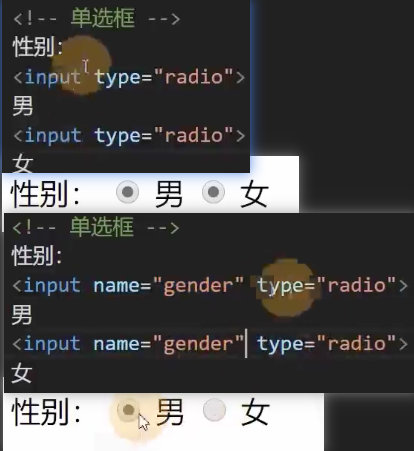 <!-- 单选框 -->
性别:
<input type="radio">
男
<input type="radio">
女
性别： 男 女
<!-- 单选框 -->
性别:
<input name="gender" type="radio">
男
<input name="gender" type="radio">
女
性别： 男 女